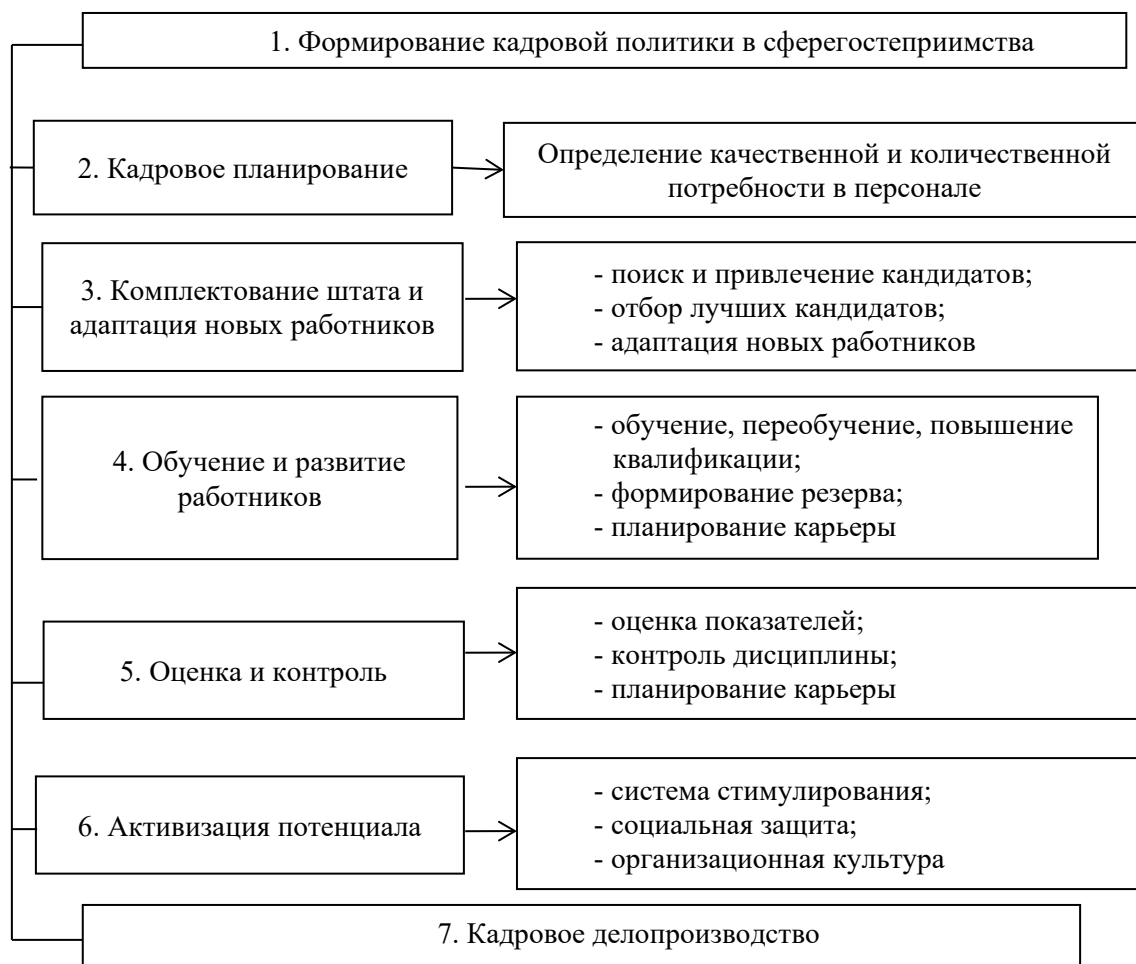 1. Формирование кадровой политики в сферегостеприимства
2. Кадровое планирование
Определение качественной и количественной
потребности в персонале
3. Комплектование штата и
адаптация новых работников
- поиск и привлечение кандидатов;
- отбор лучших кандидатов;
- адаптация новых работников
4. Обучение и развитие
работников
- обучение, переобучение, повышение
квалификации;
- формирование резерва;
- планирование карьеры
5. Оценка и контроль
- оценка показателей;
- контроль дисциплины;
- планирование карьеры
6. Активизация потенциала
- система стимулирования;
- социальная защита;
- организационная культура
7. Кадровое делопроизводство